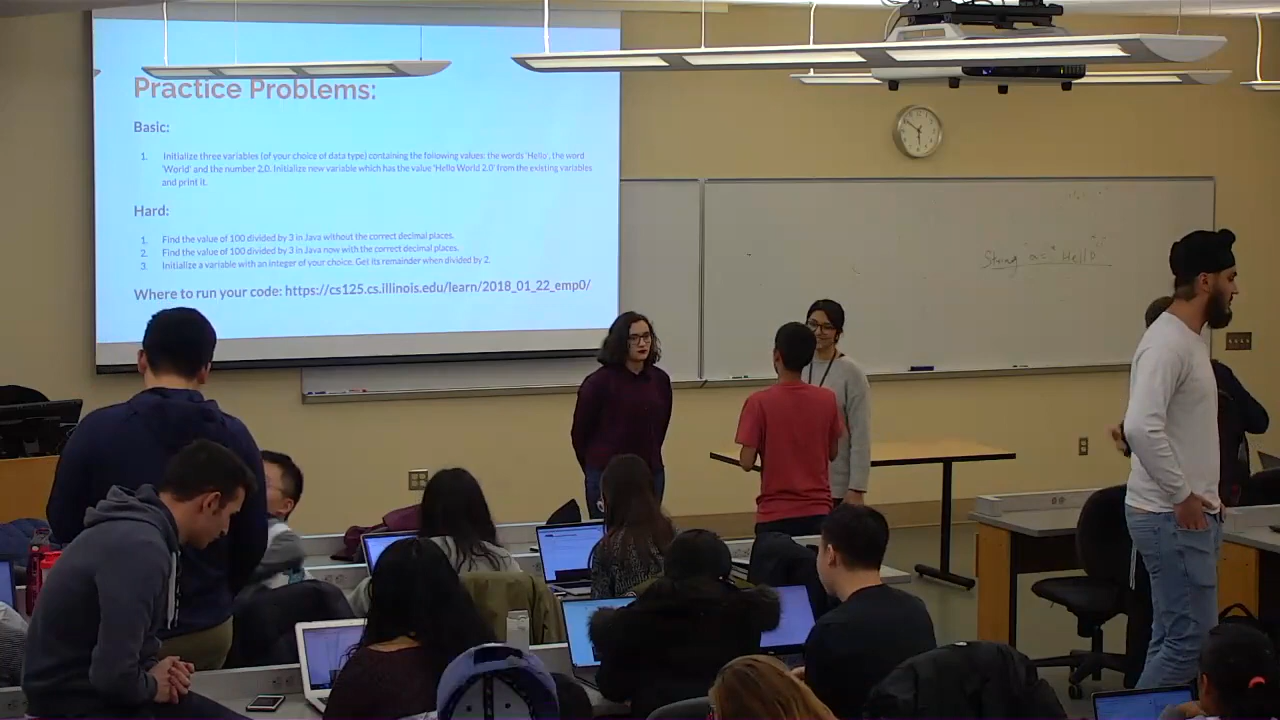 Practice Problems:
Basic:
1. Initialize three variables (of your choice of data type) containing the following values: the words 'Hello', the word
'World' and the number 2.0. Initialize new variable which has the value 'Hello World 2.0' from the existing variables
and print it.
Hard:
1. Find the value of 100 divided by 3 in Java without the correct decimal places.
2. Find the value of 100 divided by 3 in Java now with the correct decimal places.
3. Initialize a variable with an integer of your choice. Get its remainder when divided by 2.
Where to run your code: https://cs125.cs.illinois.edu/learn/2018_01_22_emp0/
String a = "Hello"